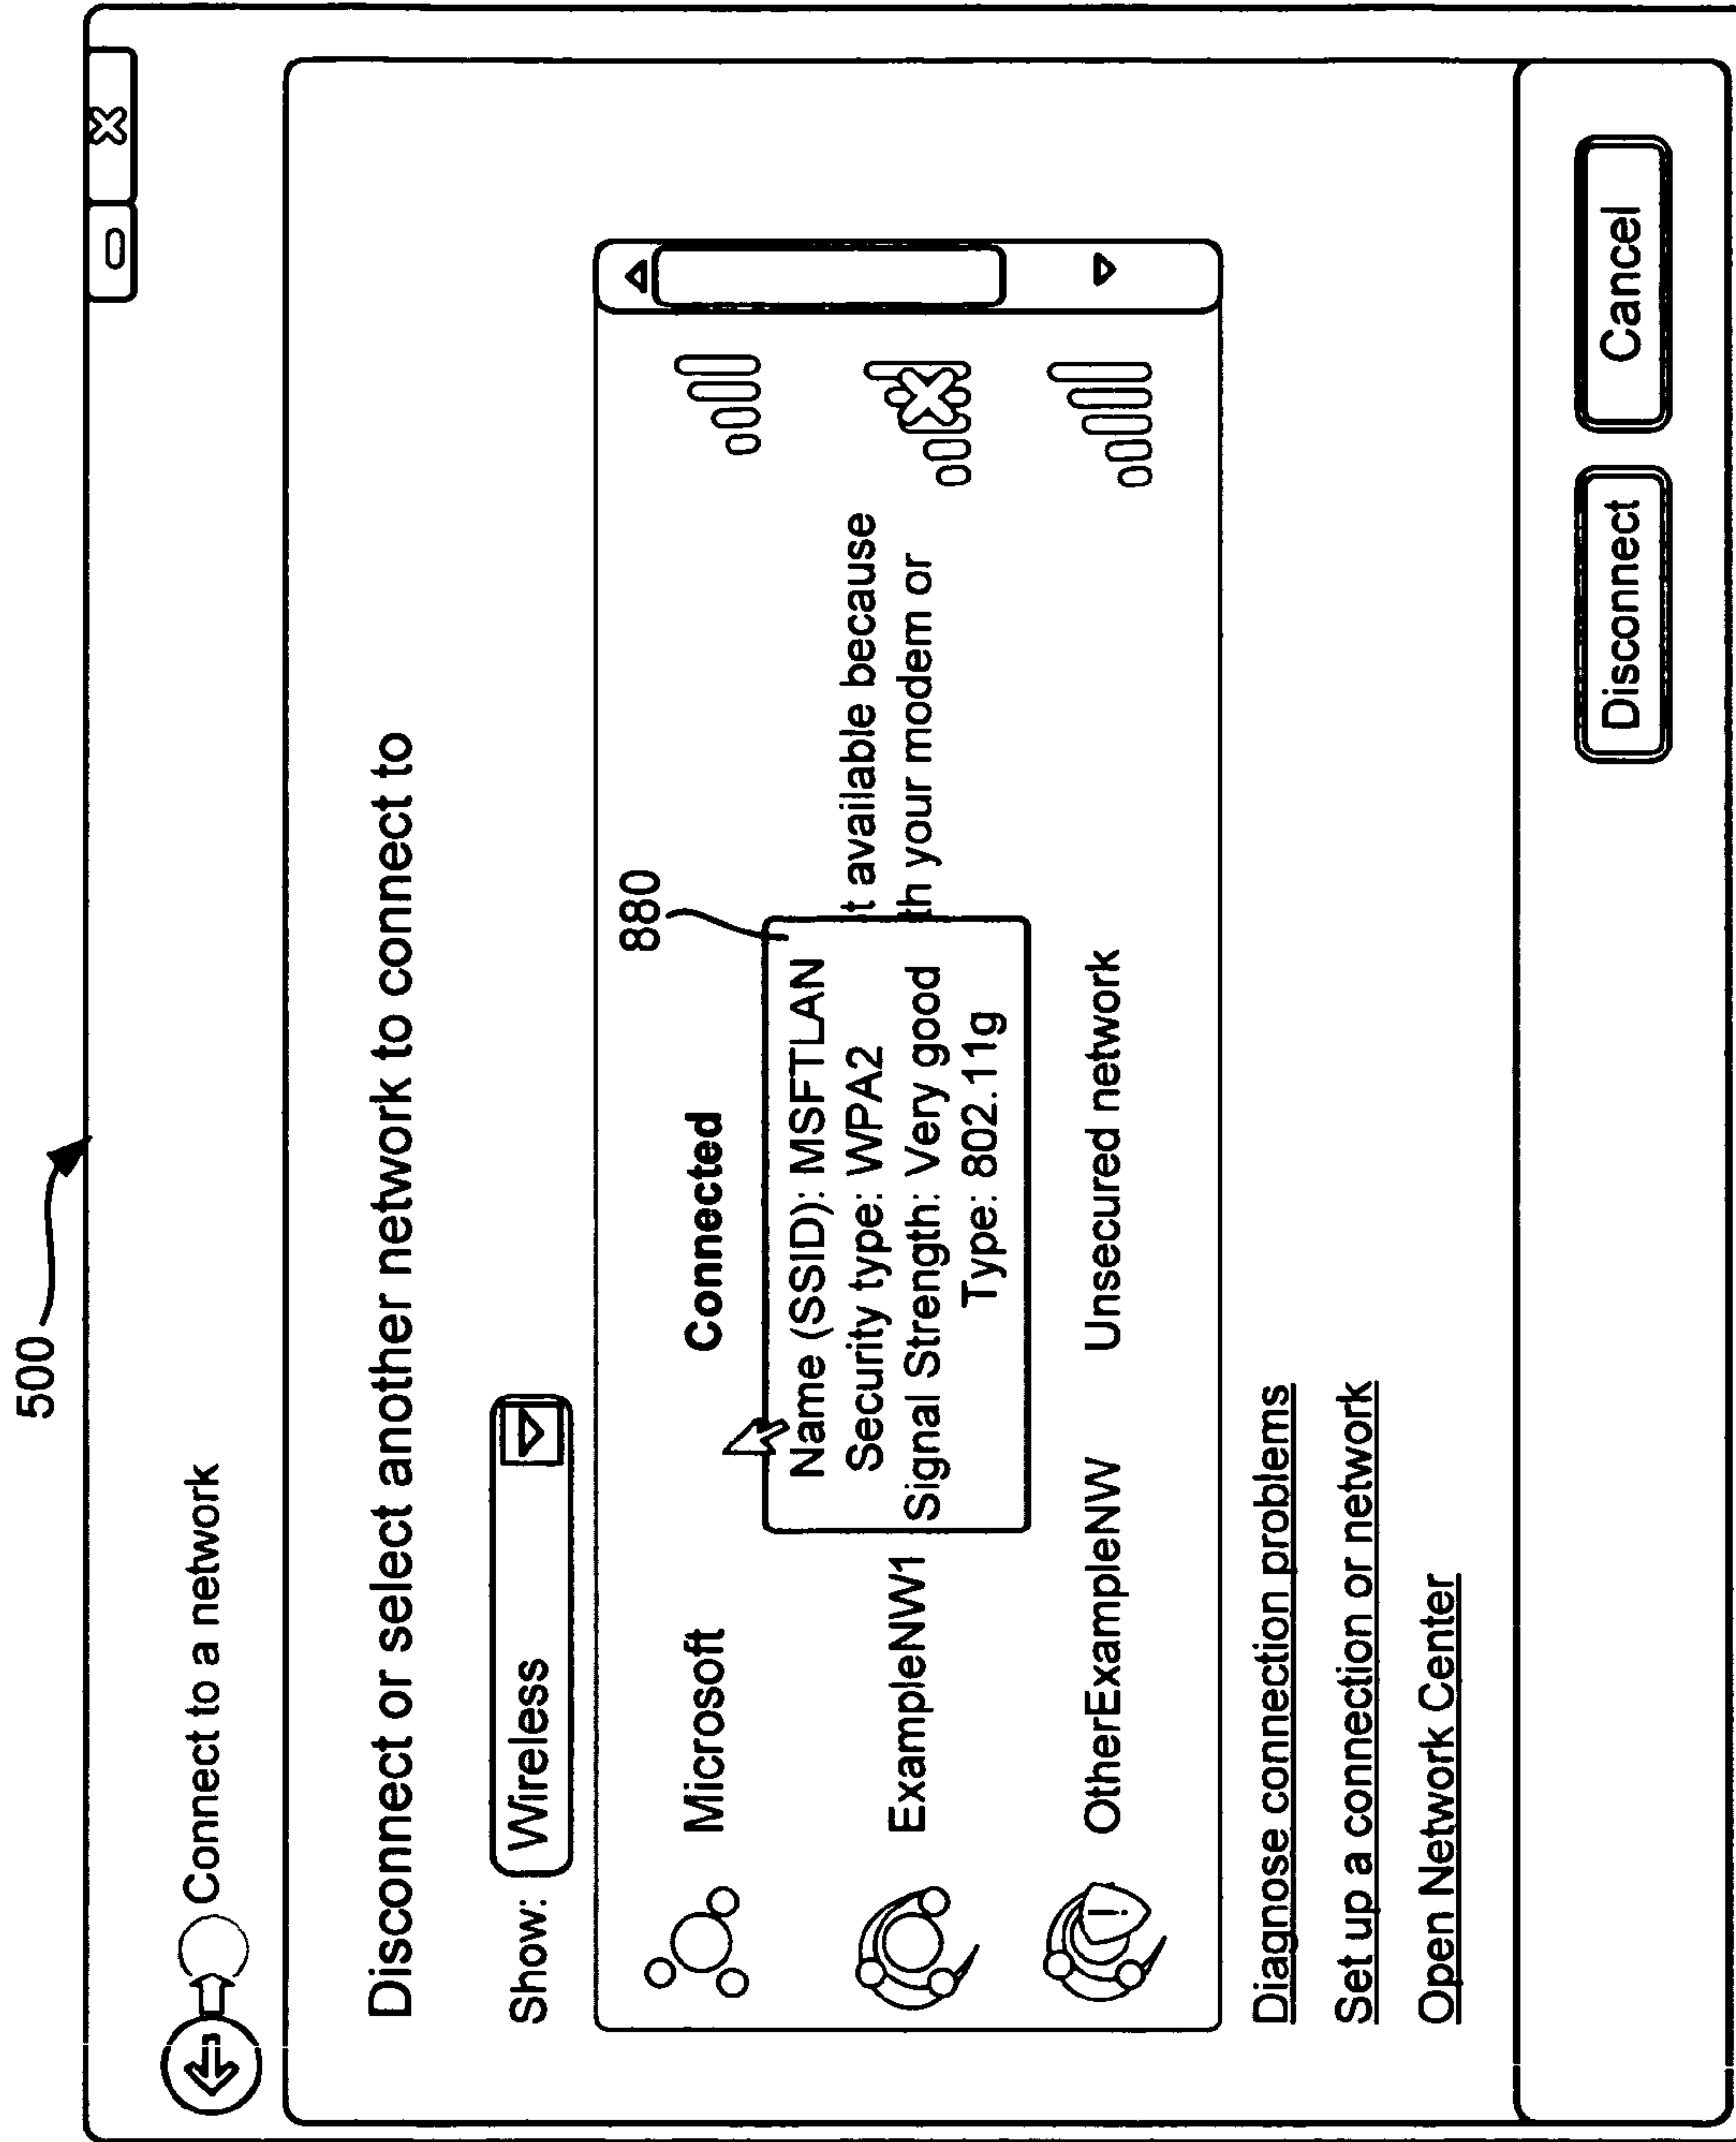 500
Connect to a network
Disconnect or select another network to connect to
Show: Wireless
880
Microsoft Connected
Name (SSID): MSFTLAN
Security type: WPA2
Signal Strength: Very good
Type: 802.11g
ExampleNW1 t available because
th your modem or
OtherExampleNW Unsecured network
Diagnose connection problems
Set up a connection or network
Open Network Center
Disconnect Cancel